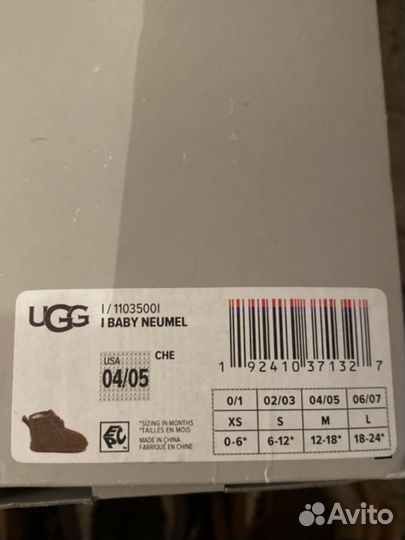 UGG
I / 1103500I
I BABY NEUMEL
USA
04/05
CHE
1 92410 37132 7
*SIZING IN MONTHS
*TAILLES EN MOIS
MADE IN CHINA
FABRIQUÉ EN CHINE
0/1 02/03 04/05 06/07
XS S M L
0-6* 6-12* 12-18* 18-24*
Avito